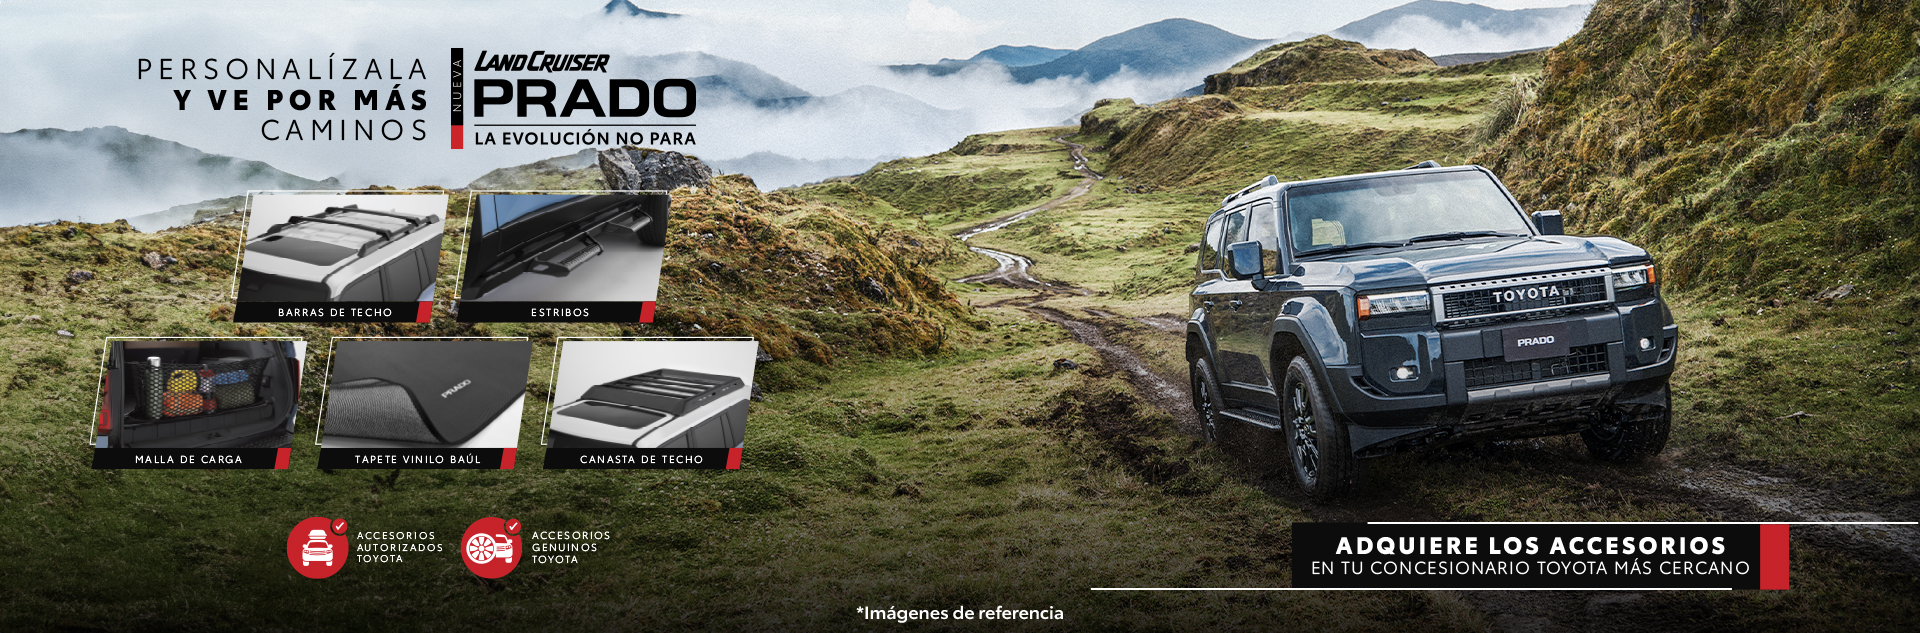 PERSONALÍZALA
Y VE POR MÁS
CAMINOS
NUEVA
LAND CRUISER
PRADO
LA EVOLUCIÓN NO PARA
BARRAS DE TECHO
ESTRIBOS
PRADO
MALLA DE CARGA
TAPETE VINILO BAÚL
CANASTA DE TECHO
TOYOTA
PRADO
ACCESORIOS
AUTORIZADOS
TOYOTA
ACCESORIOS
GENUINOS
TOYOTA
ADQUIERE LOS ACCESORIOS
EN TU CONCESIONARIO TOYOTA MÁS CERCANO
*Imágenes de referencia